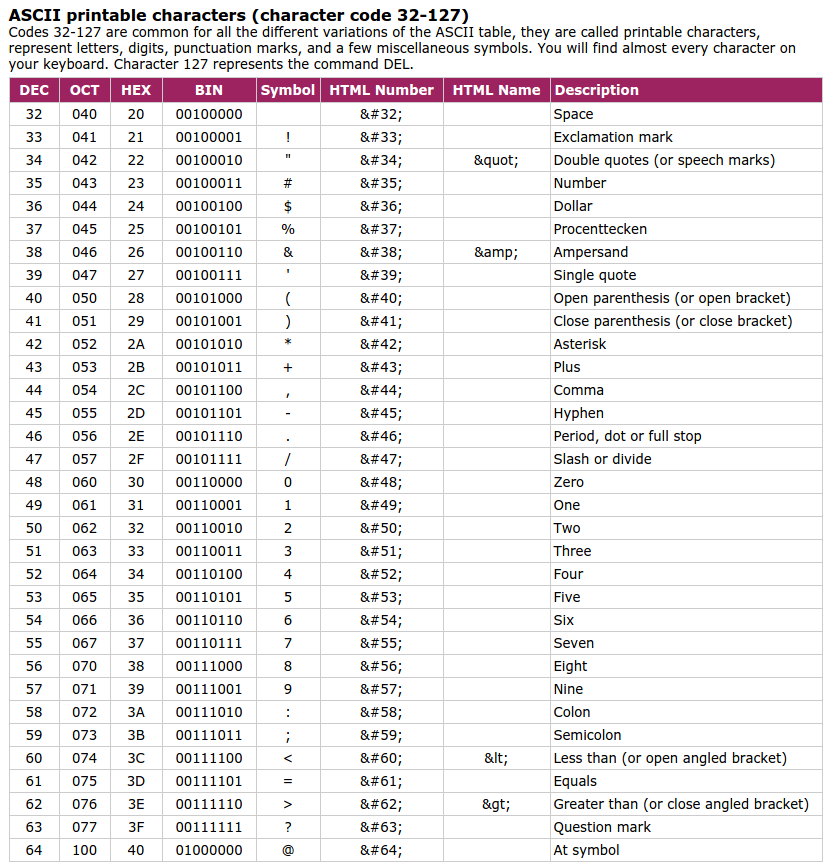 ASCII printable characters (character code 32-127)
Codes 32-127 are common for all the different variations of the ASCII table, they are called printable characters,
represent letters, digits, punctuation marks, and a few miscellaneous symbols. You will find almost every character on
your keyboard. Character 127 represents the command DEL.
DEC OCT HEX BIN Symbol HTML Number HTML Name Description
32 040 20 00100000 &#32; Space
33 041 21 00100001 ! &#33; Exclamation mark
34 042 22 00100010 " &#34; &quot; Double quotes (or speech marks)
35 043 23 00100011 # &#35; Number
36 044 24 00100100 $ &#36; Dollar
37 045 25 00100101 % &#37; Procenttecken
38 046 26 00100110 & &#38; &amp; Ampersand
39 047 27 00100111 ' &#39; Single quote
40 050 28 00101000 ( &#40; Open parenthesis (or open bracket)
41 051 29 00101001 ) &#41; Close parenthesis (or close bracket)
42 052 2A 00101010 * &#42; Asterisk
43 053 2B 00101011 + &#43; Plus
44 054 2C 00101100 , &#44; Comma
45 055 2D 00101101 - &#45; Hyphen
46 056 2E 00101110 . &#46; Period, dot or full stop
47 057 2F 00101111 / &#47; Slash or divide
48 060 30 00110000 0 &#48; Zero
49 061 31 00110001 1 &#49; One
50 062 32 00110010 2 &#50; Two
51 063 33 00110011 3 &#51; Three
52 064 34 00110100 4 &#52; Four
53 065 35 00110101 5 &#53; Five
54 066 36 00110110 6 &#54; Six
55 067 37 00110111 7 &#55; Seven
56 070 38 00111000 8 &#56; Eight
57 071 39 00111001 9 &#57; Nine
58 072 3A 00111010 : &#58; Colon
59 073 3B 00111011 ; &#59; Semicolon
60 074 3C 00111100 < &#60; &lt; Less than (or open angled bracket)
61 075 3D 00111101 = &#61; Equals
62 076 3E 00111110 > &#62; &gt; Greater than (or close angled bracket)
63 077 3F 00111111 ? &#63; Question mark
64 100 40 01000000 @ &#64; At symbol